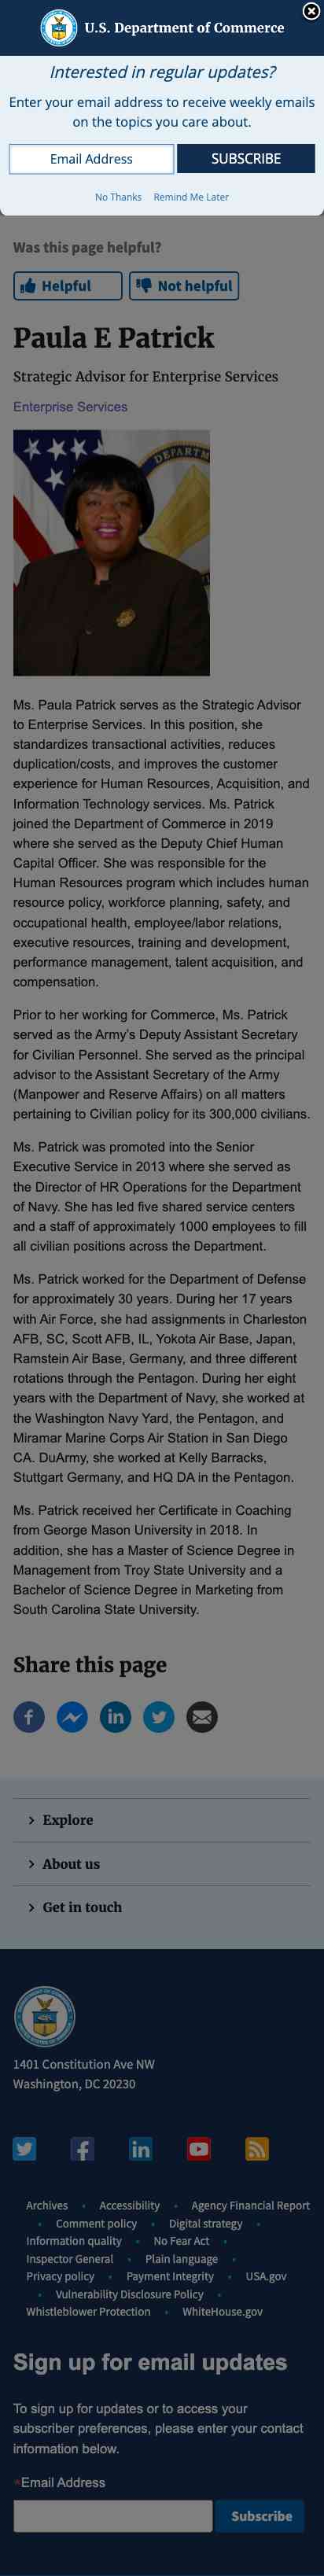 U.S. Department of Commerce
Interested in regular updates?
Enter your email address to receive weekly emails
on the topics you care about.
Email Address
SUBSCRIBE
No Thanks Remind Me Later
Was this page helpful?
Helpful
Not helpful
Paula E Patrick
Strategic Advisor for Enterprise Services
Enterprise Services
DEPARTM
Ms. Paula Patrick serves as the Strategic Advisor
to Enterprise Services. In this position, she
standardizes transactional activities, reduces
duplication/costs, and improves the customer
experience for Human Resources, Acquisition, and
Information Technology services. Ms. Patrick
joined the Department of Commerce in 2019
where she served as the Deputy Chief Human
Capital Officer. She was responsible for the
Human Resources program which includes human
resource policy, workforce planning, safety, and
occupational health, employee/labor relations,
executive resources, training and development,
performance management, talent acquisition, and
compensation.
Prior to her working for Commerce, Ms. Patrick
served as the Army's Deputy Assistant Secretary
for Civilian Personnel. She served as the principal
advisor to the Assistant Secretary of the Army
(Manpower and Reserve Affairs) on all matters
pertaining to Civilian policy for its 300,000 civilians.
Ms. Patrick was promoted into the Senior
Executive Service in 2013 where she served as
the Director of HR Operations for the Department
of Navy. She has led five shared service centers
and a staff of approximately 1000 employees to fill
all civilian positions across the Department.
Ms. Patrick worked for the Department of Defense
for approximately 30 years. During her 17 years
with Air Force, she had assignments in Charleston
AFB, SC, Scott AFB, IL, Yokota Air Base, Japan,
Ramstein Air Base, Germany, and three different
rotations through the Pentagon. During her eight
years with the Department of Navy, she worked at
the Washington Navy Yard, the Pentagon, and
Miramar Marine Corps Air Station in San Diego
CA. DuArmy, she worked at Kelly Barracks,
Stuttgart Germany, and HQ DA in the Pentagon.
Ms. Patrick received her Certificate in Coaching
from George Mason University in 2018. In
addition, she has a Master of Science Degree in
Management from Troy State University and a
Bachelor of Science Degree in Marketing from
South Carolina State University.
Share this page
Explore
About us
Get in touch
1401 Constitution Ave NW
Washington, DC 20230
Archives • Accessibility • Agency Financial Report
• Comment policy • Digital strategy •
Information quality • No Fear Act •
Inspector General • Plain language •
Privacy policy • Payment Integrity • USA.gov
• Vulnerability Disclosure Policy •
Whistleblower Protection • WhiteHouse.gov
Sign up for email updates
To sign up for updates or to access your
subscriber preferences, please enter your contact
information below.
*Email Address
Subscribe